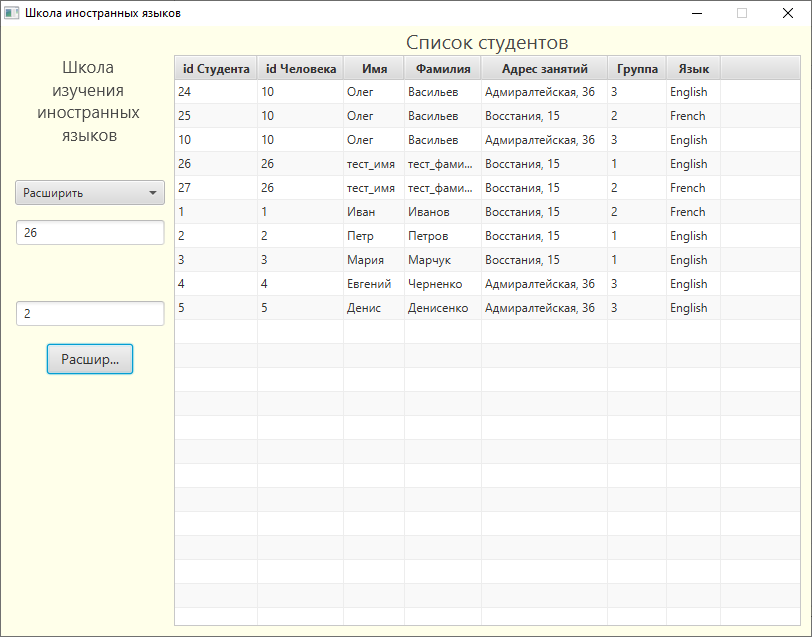 Школа иностранных языков
Школа
изучения
иностранных
языков
Расширить
26
2
Расшир...
Список студентов
id Студента id Человека Имя Фамилия Адрес занятий Группа Язык
24 10 Олег Васильев Адмиралтейская, 36 3 English
25 10 Олег Васильев Восстания, 15 2 French
10 10 Олег Васильев Адмиралтейская, 36 3 English
26 26 тест_имя тест_фами... Восстания, 15 1 English
27 26 тест_имя тест_фами... Восстания, 15 2 French
1 1 Иван Иванов Восстания, 15 2 French
2 2 Петр Петров Восстания, 15 1 English
3 3 Мария Марчук Восстания, 15 1 English
4 4 Евгений Черненко Адмиралтейская, 36 3 English
5 5 Денис Денисенко Адмиралтейская, 36 3 English